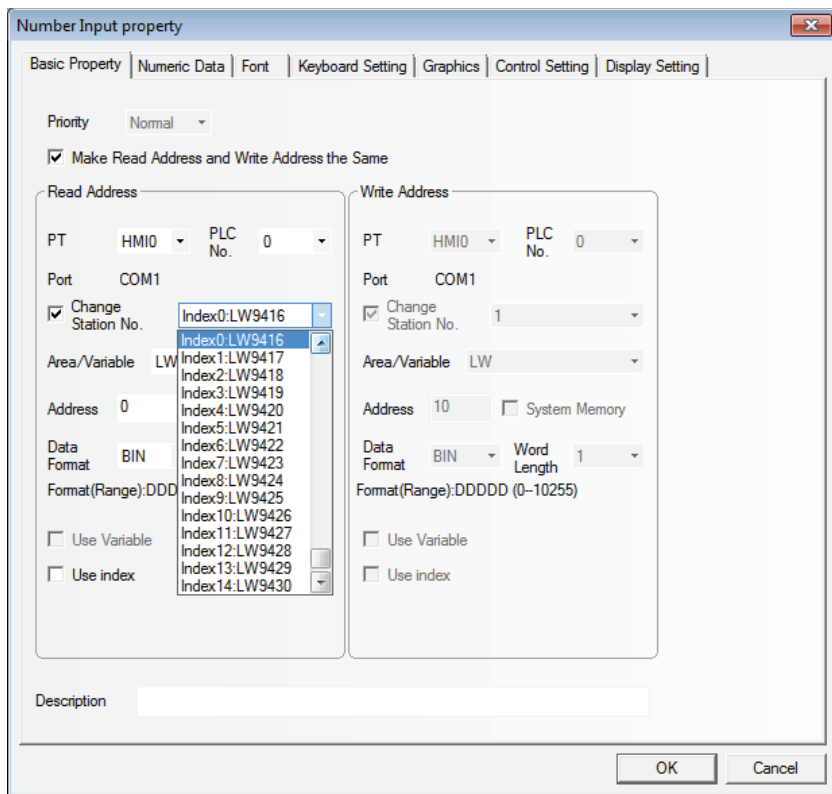 Number Input property
Basic Property Numeric Data Font Keyboard Setting Graphics Control Setting Display Setting
Priority Normal
Make Read Address and Write Address the Same
Read Address
PT HMI0 PLC No. 0
Port COM1
Change Station No. Index0:LW9416
Index0:LW9416
Index1:LW9417
Index2:LW9418
Index3:LW9419
Index4:LW9420
Index5:LW9421
Index6:LW9422
Index7:LW9423
Index8:LW9424
Index9:LW9425
Index10:LW9426
Index11:LW9427
Index12:LW9428
Index13:LW9429
Index14:LW9430
Area/Variable LW
Address 0
Data Format BIN
Format(Range):DDD
Use Variable
Use index
Write Address
PT HMI0 PLC No. 0
Port COM1
Change Station No. 1
Area/Variable LW
Address 10 System Memory
Data Format BIN Word Length 1
Format(Range):DDDDD (0--10255)
Use Variable
Use index
Description
OK Cancel